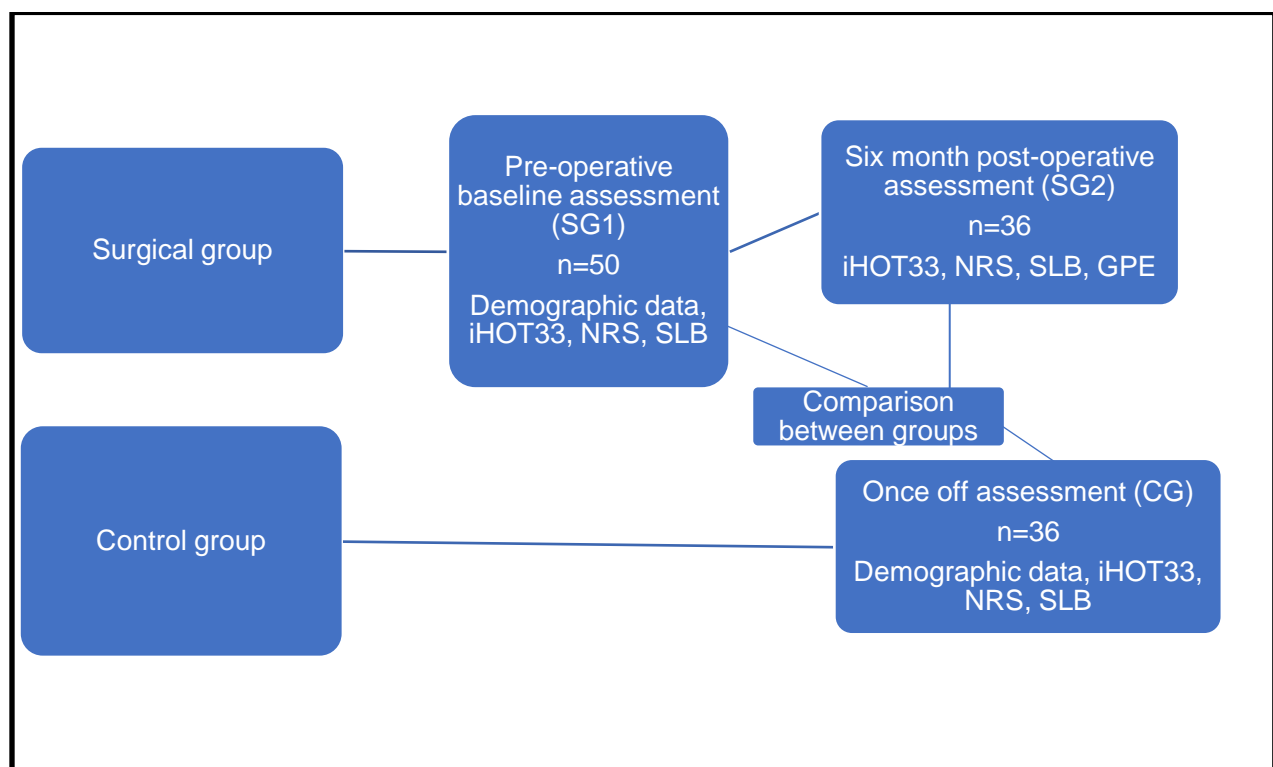 Surgical group
Pre-operative
baseline assessment
(SG1)
n=50
Demographic data,
iHOT33, NRS, SLB
Six month post-operative
assessment (SG2)
n=36
iHOT33, NRS, SLB, GPE
Comparison
between groups
Control group
Once off assessment (CG)
n=36
Demographic data, iHOT33,
NRS, SLB